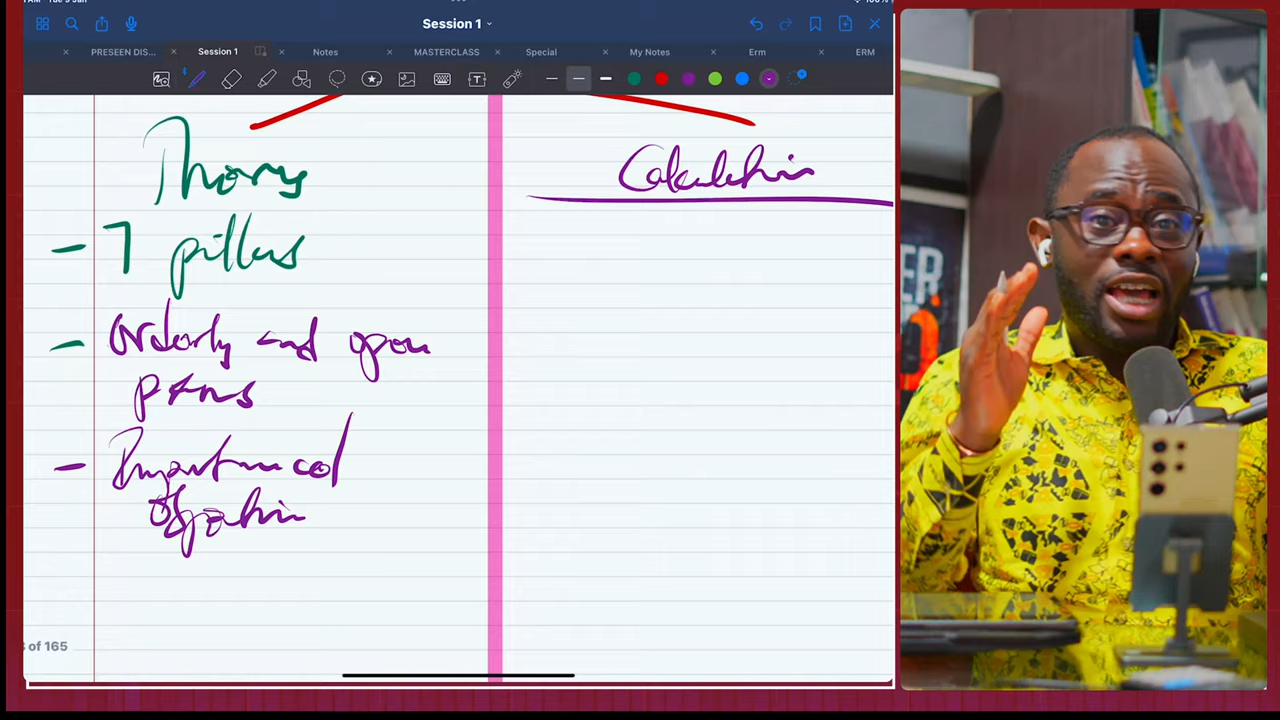 Session 1
PRESEEN DIS...
Session 1
Notes
MASTERCLASS
Special
My Notes
Erm
ERM
Theory
- 7 pillars
- Orderly and open
- Importance of
Calculation
of 165
ER